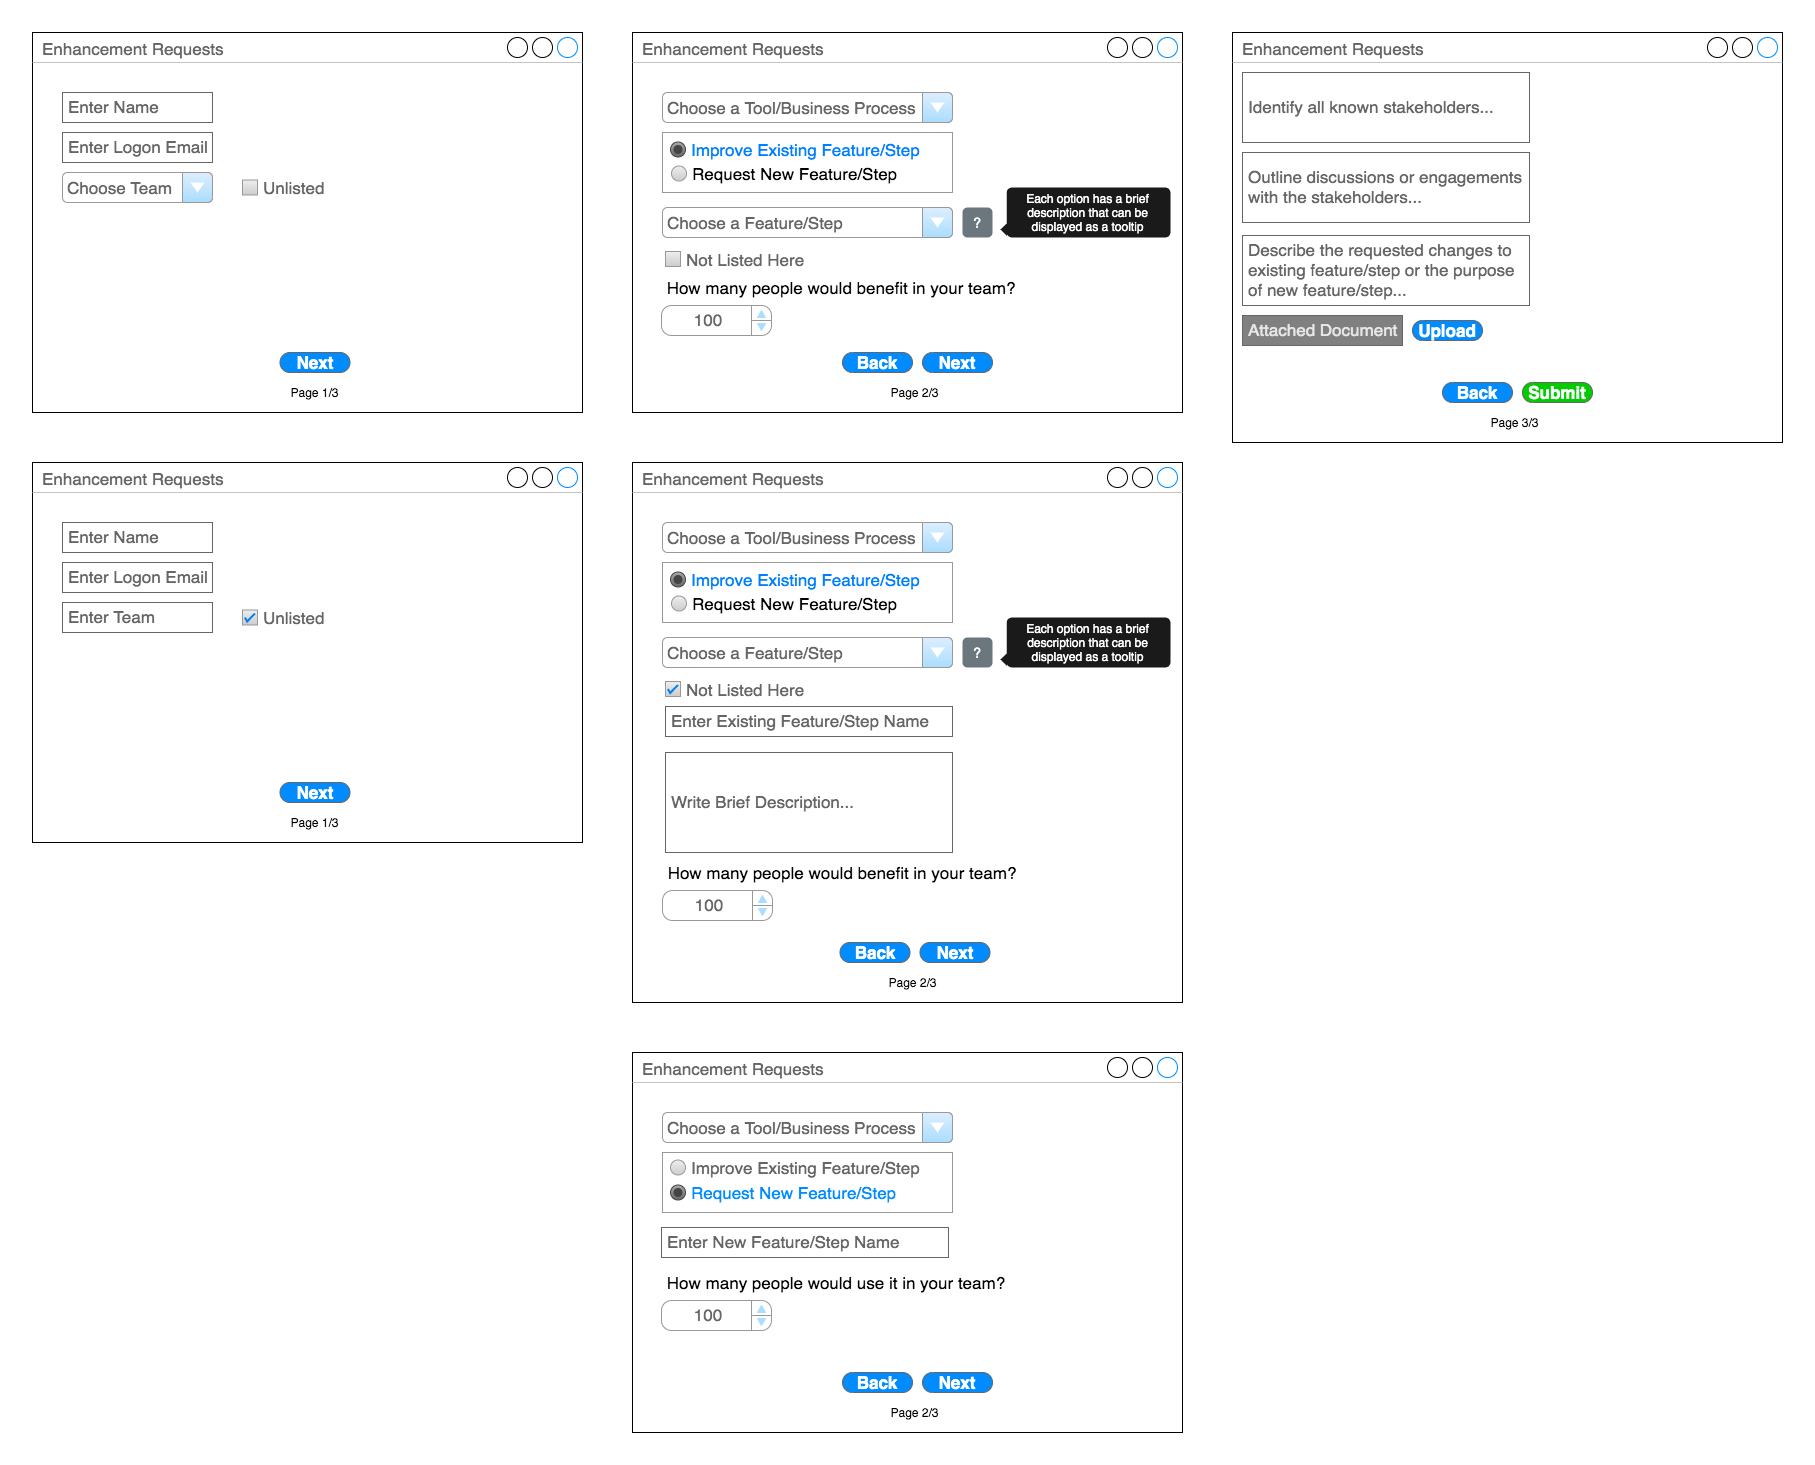 Enhancement Requests
Enter Name
Enter Logon Email
Choose Team
Unlisted
Next
Page 1/3
Enhancement Requests
Choose a Tool/Business Process
Improve Existing Feature/Step
Request New Feature/Step
Choose a Feature/Step
?
Each option has a brief
description that can be
displayed as a tooltip
Not Listed Here
How many people would benefit in your team?
100
Back
Next
Page 2/3
Enhancement Requests
Identify all known stakeholders...
Outline discussions or engagements
with the stakeholders...
Describe the requested changes to
existing feature/step or the purpose
of new feature/step...
Attached Document
Upload
Back
Submit
Page 3/3
Enhancement Requests
Enter Name
Enter Logon Email
Enter Team
Unlisted
Next
Page 1/3
Enhancement Requests
Choose a Tool/Business Process
Improve Existing Feature/Step
Request New Feature/Step
Choose a Feature/Step
?
Each option has a brief
description that can be
displayed as a tooltip
Not Listed Here
Enter Existing Feature/Step Name
Write Brief Description...
How many people would benefit in your team?
100
Back
Next
Page 2/3
Enhancement Requests
Choose a Tool/Business Process
Improve Existing Feature/Step
Request New Feature/Step
Enter New Feature/Step Name
How many people would use it in your team?
100
Back
Next
Page 2/3